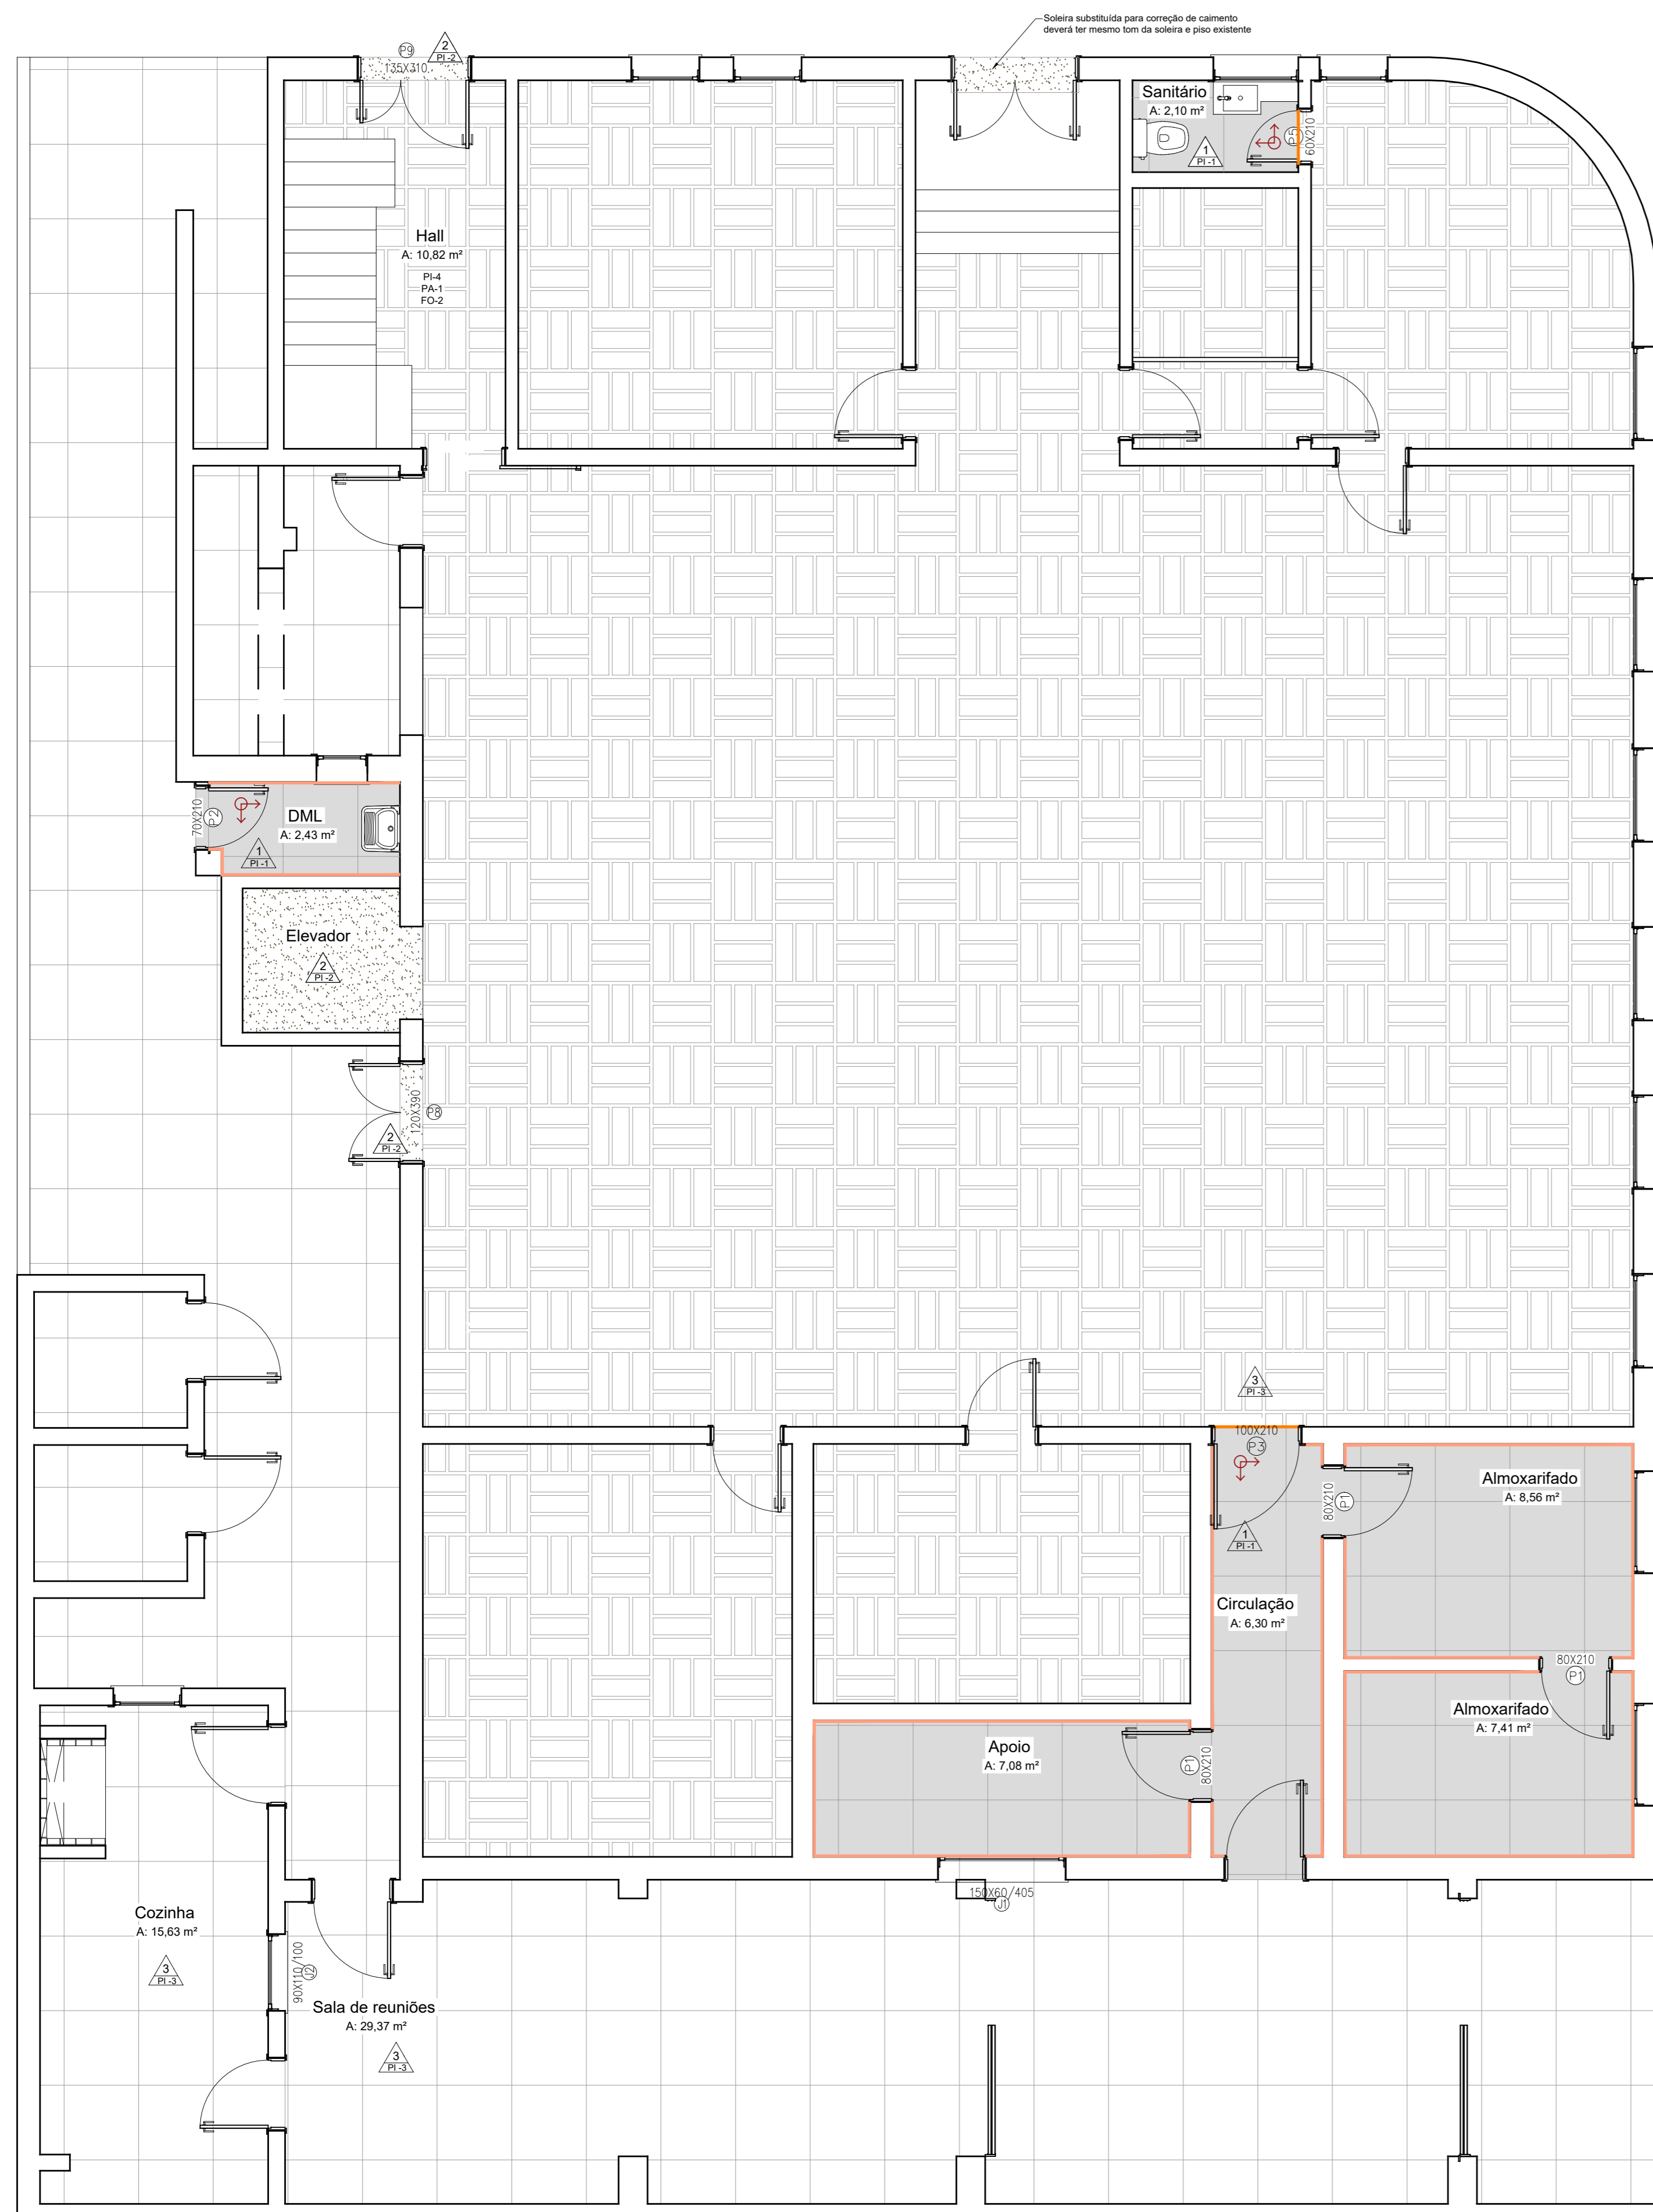 Soleira substituída para correção de caimento
deverá ter mesmo tom da soleira e piso existente
P9
135X310
2
PI -2
Sanitário
A: 2,10 m²
1
PI -1
P5
60X210
Hall
A: 10,82 m²
PI-4
PA-1
FO-2
70X210
P2
DML
A: 2,43 m²
1
PI -1
Elevador
2
PI -2
120X390
P8
2
PI -2
3
PI -3
100X210
P3
80X210
P1
Almoxarifado
A: 8,56 m²
1
PI -1
Circulação
A: 6,30 m²
80X210
P1
Almoxarifado
A: 7,41 m²
Apoio
A: 7,08 m²
P1
80X210
150X60/405
J1
Cozinha
A: 15,63 m²
3
PI -3
90X110/100
J2
Sala de reuniões
A: 29,37 m²
3
PI -3